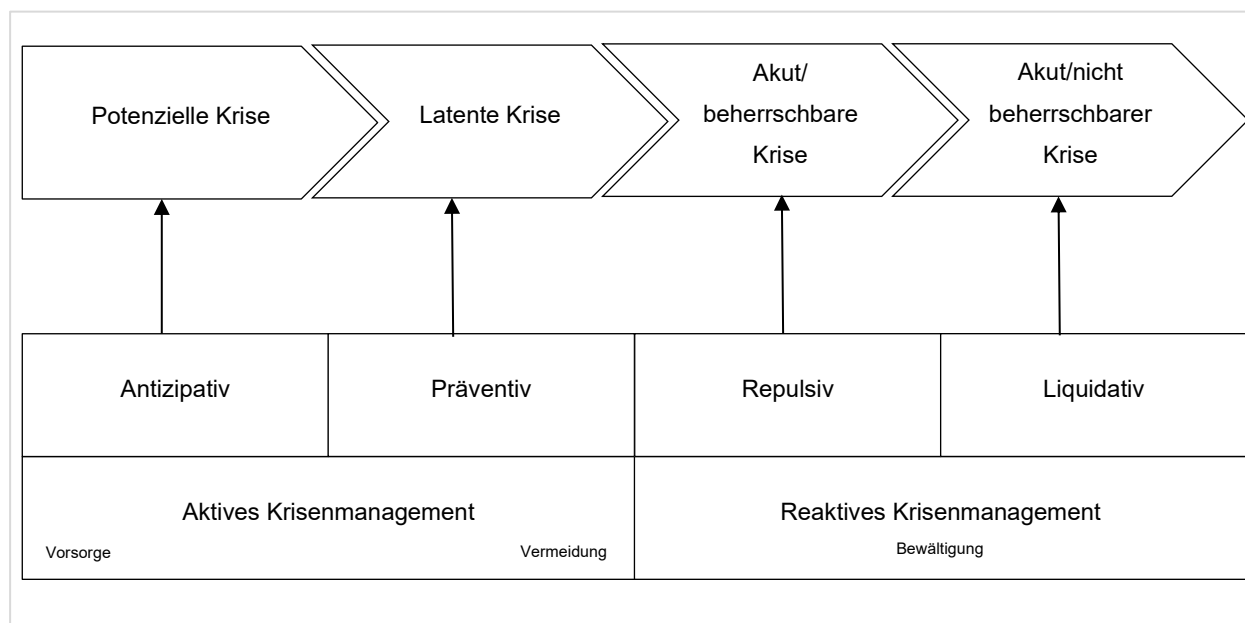 Potenzielle Krise
Latente Krise
Akut/
beherrschbare
Krise
Akut/nicht
beherrschbarer
Krise
Antizipativ
Präventiv
Repulsiv
Liquidativ
Aktives Krisenmanagement
Vorsorge
Vermeidung
Reaktives Krisenmanagement
Bewältigung